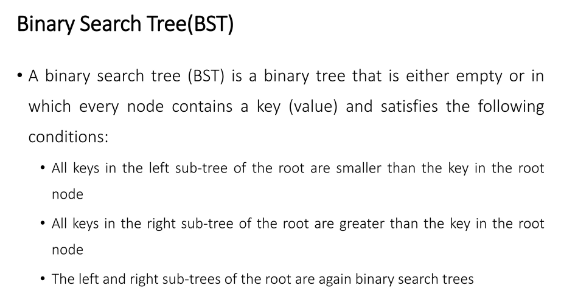 Binary Search Tree(BST)
• A binary search tree (BST) is a binary tree that is either empty or in
which every node contains a key (value) and satisfies the following
conditions:
• All keys in the left sub-tree of the root are smaller than the key in the root
node
• All keys in the right sub-tree of the root are greater than the key in the root
node
• The left and right sub-trees of the root are again binary search trees